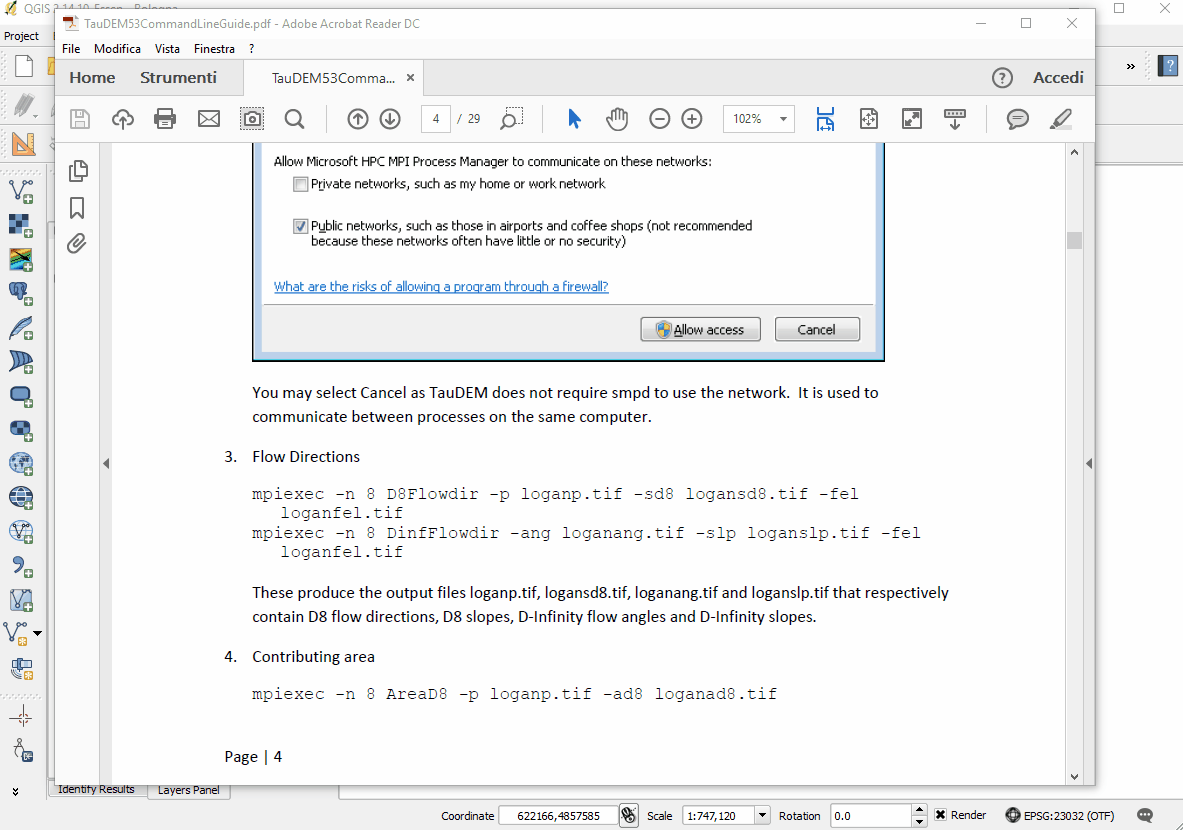 QGIS 2.14.19-Essen - Bologna
TauDEM53CommandLineGuide.pdf - Adobe Acrobat Reader DC
Project
File Modifica Vista Finestra ?
Home Strumenti TauDEM53Comma... × ? Accedi
4 / 29 102% » ?
Allow Microsoft HPC MPI Process Manager to communicate on these networks:
Private networks, such as my home or work network
Public networks, such as those in airports and coffee shops (not recommended
because these networks often have little or no security)
What are the risks of allowing a program through a firewall?
Allow access Cancel
You may select Cancel as TauDEM does not require smpd to use the network. It is used to
communicate between processes on the same computer.
3. Flow Directions
mpiexec -n 8 D8Flowdir -p loganp.tif -sd8 logansd8.tif -fel
loganfel.tif
mpiexec -n 8 DinfFlowdir -ang loganang.tif -slp loganslp.tif -fel
loganfel.tif
These produce the output files loganp.tif, logansd8.tif, loganang.tif and loganslp.tif that respectively
contain D8 flow directions, D8 slopes, D-Infinity flow angles and D-Infinity slopes.
4. Contributing area
mpiexec -n 8 AreaD8 -p loganp.tif -ad8 loganad8.tif
Page | 4
Identify Results Layers Panel
Coordinate 622166,4857585 Scale 1:747,120 Rotation 0.0 Render EPSG:23032 (OTF)